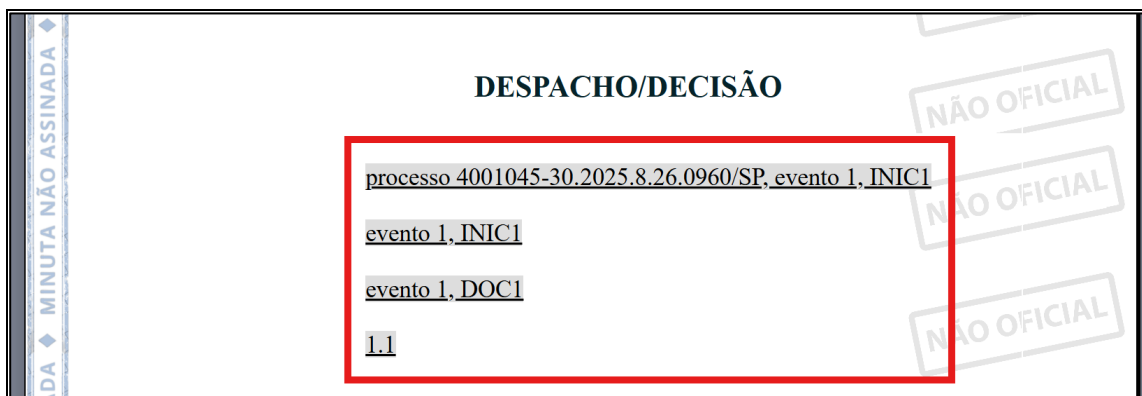 NÃO OFICIAL
DESPACHO/DECISÃO
processo 4001045-30.2025.8.26.0960/SP, evento 1, INIC1
NÃO OFICIAL
evento 1, INIC1
evento 1, DOC1
NÃO OFICIAL
1.1
MINUTA NÃO ASSINADA
ADA